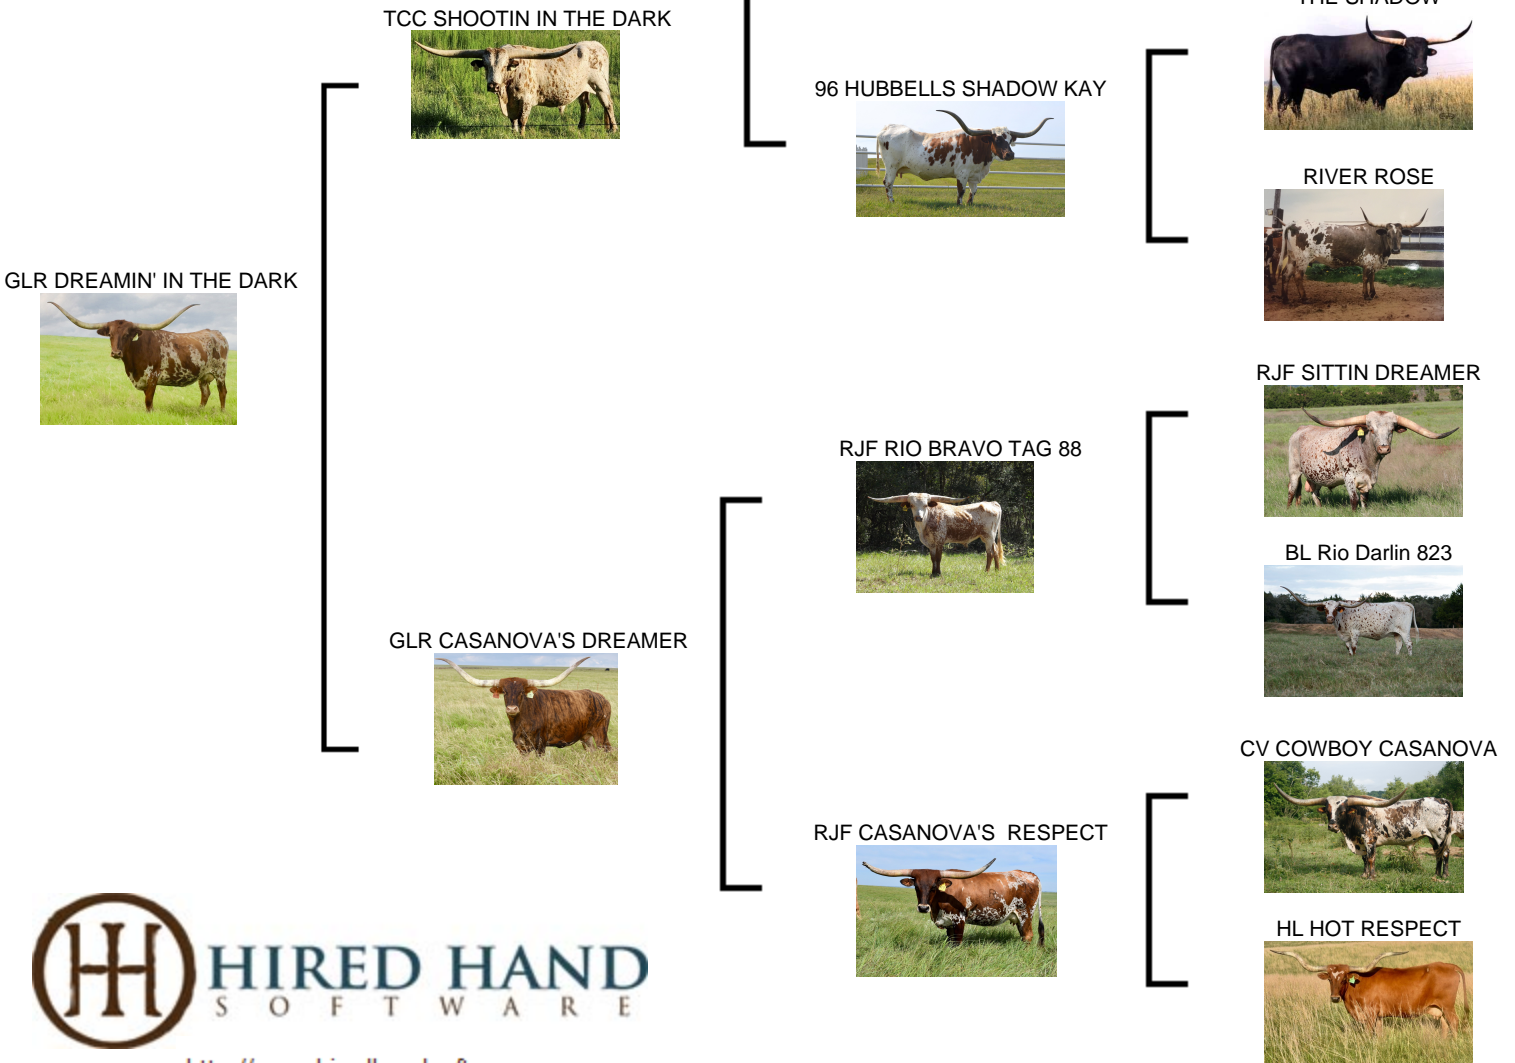 THE SHADOW
TCC SHOOTIN IN THE DARK
96 HUBBELLS SHADOW KAY
RIVER ROSE
GLR DREAMIN' IN THE DARK
RJF SITTIN DREAMER
RJF RIO BRAVO TAG 88
BL Rio Darlin 823
GLR CASANOVA'S DREAMER
CV COWBOY CASANOVA
RJF CASANOVA'S  RESPECT
HL HOT RESPECT
HIRED HAND
SOFTWARE